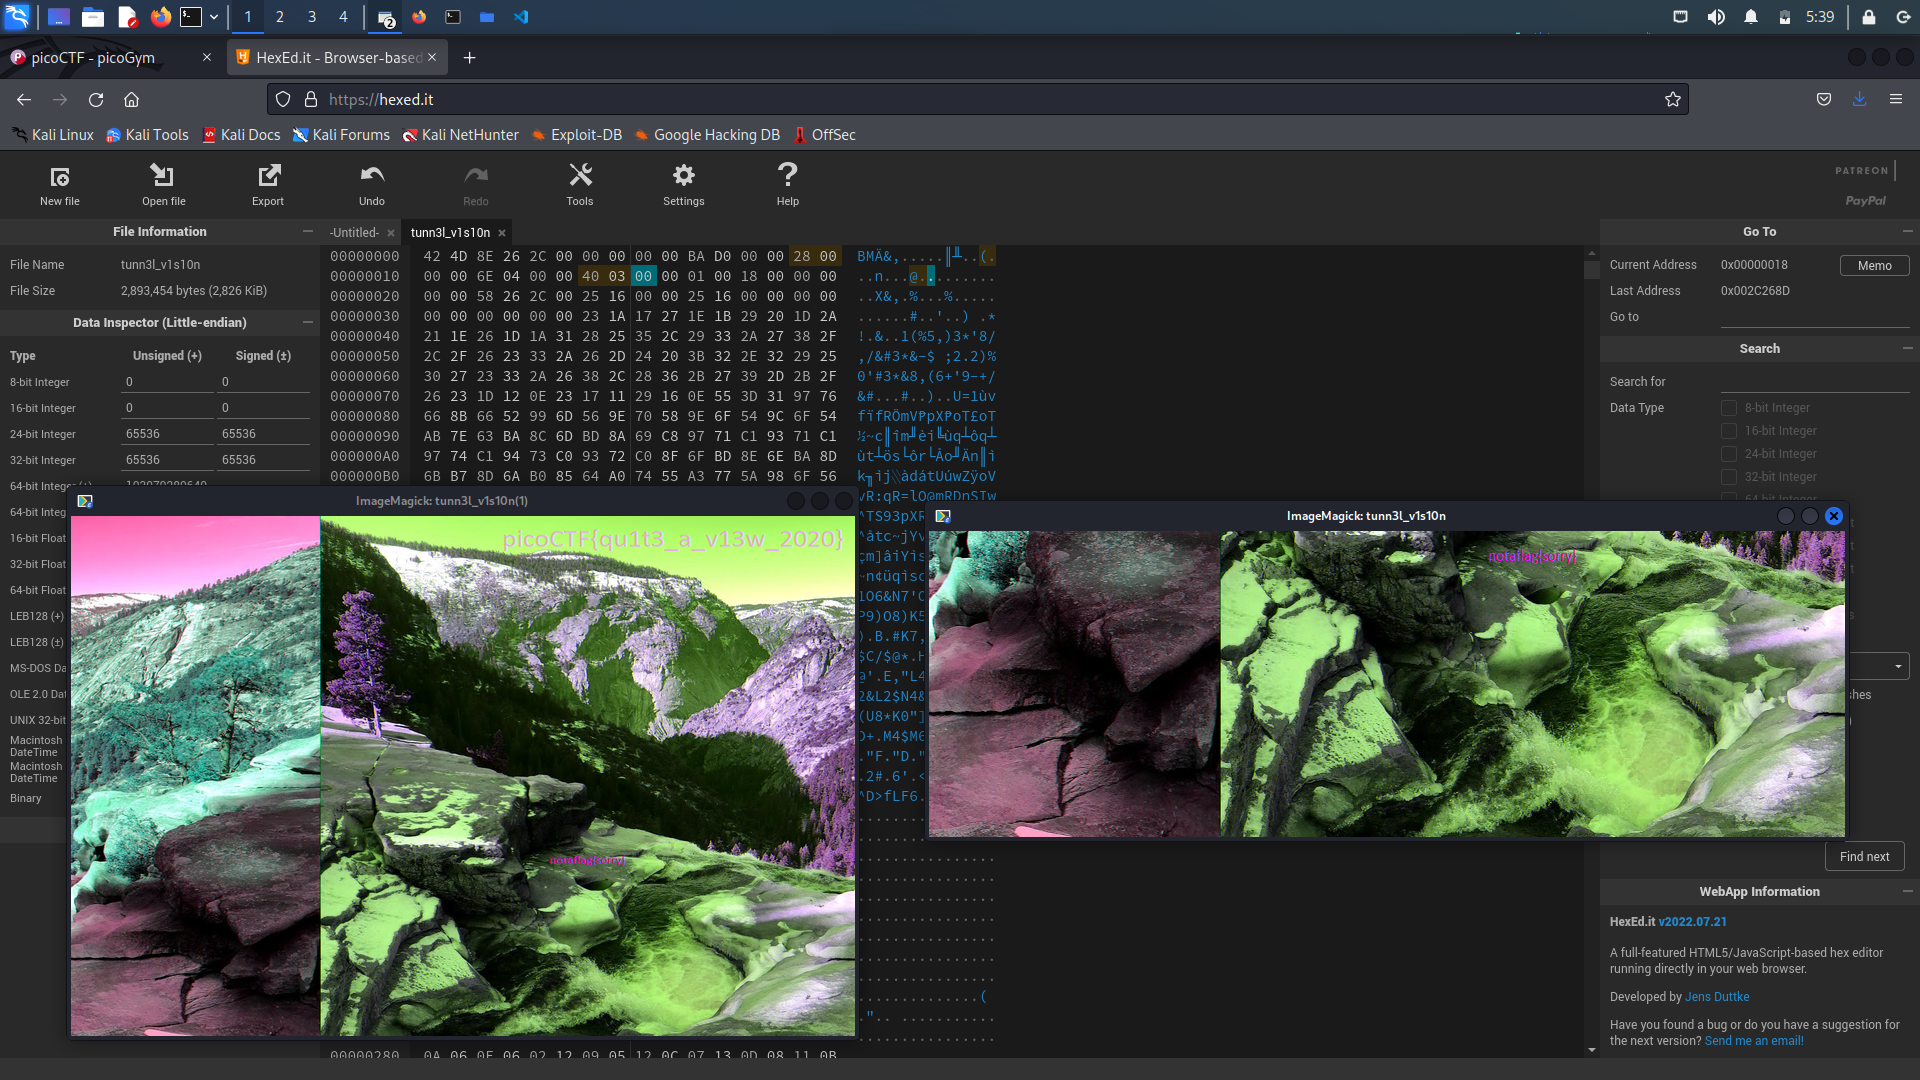 1 2 3 4 2 5:39
picoCTF - picoGym × HexEd.it - Browser-based × +
https://hexed.it
Kali Linux Kali Tools Kali Docs Kali Forums Kali NetHunter Exploit-DB Google Hacking DB OffSec
New file Open file Export Undo Redo Tools Settings Help
PATREON
PayPal
File Information
File Name tunn3l_v1s10n
File Size 2,893,454 bytes (2,826 KiB)
Data Inspector (Little-endian)
Type Unsigned (+) Signed (±)
8-bit Integer 0 0
16-bit Integer 0 0
24-bit Integer 65536 65536
32-bit Integer 65536 65536
64-bit Integer (+)
64-bit Integ
16-bit Float
32-bit Float
64-bit Float
LEB128 (+)
LEB128 (±)
MS-DOS Da
OLE 2.0 Dat
UNIX 32-bit
Macintosh
DateTime
Macintosh
DateTime
Binary
-Untitled- × tunn3l_v1s10n ×
00000000 42 4D 8E 26 2C 00 00 00 00 00 BA D0 00 00 28 00
00000010 00 00 6E 04 00 00 40 03 00 00 01 00 18 00 00 00
00000020 00 00 58 26 2C 00 25 16 00 00 25 16 00 00 00 00
00000030 00 00 00 00 00 00 23 1A 17 27 1E 1B 29 20 1D 2A
00000040 21 1E 26 1D 1A 31 28 25 35 2C 29 33 2A 27 38 2F
00000050 2C 2F 26 23 33 2A 26 2D 24 20 3B 32 2E 32 29 25
00000060 30 27 23 33 2A 26 38 2C 28 36 2B 27 39 2D 2B 2F
00000070 26 23 1D 12 0E 23 17 11 29 16 0E 55 3D 31 97 76
00000080 66 8B 66 52 99 6D 56 9E 70 58 9E 6F 54 9C 6F 54
00000090 AB 7E 63 BA 8C 6D BD 8A 69 C8 97 71 C1 93 71 C1
000000A0 97 74 C1 94 73 C0 93 72 C0 8F 6F BD 8E 6E BA 8D
000000B0 6B B7 8D 6A B0 85 64 A0 74 55 A3 77 5A 98 6F 56
00000280 0A 06 0F 06 02 12 09 05 12 0C 07 13 0D 08 11 0B
ImageMagick: tunn3l_v1s10n(1)
picoCTF{qu1t3_a_v13w_2020}
notaflag{sorry}
ImageMagick: tunn3l_v1s10n
notaflag{sorry}
Go To
Current Address 0x00000018 Memo
Last Address 0x002C268D
Go to
Search
Search for
Data Type 8-bit Integer
16-bit Integer
24-bit Integer
32-bit Integer
Find next
WebApp Information
HexEd.it v2022.07.21
A full-featured HTML5/JavaScript-based hex editor
running directly in your web browser.
Developed by Jens Duttke
Have you found a bug or do you have a suggestion for
the next version? Send me an email!